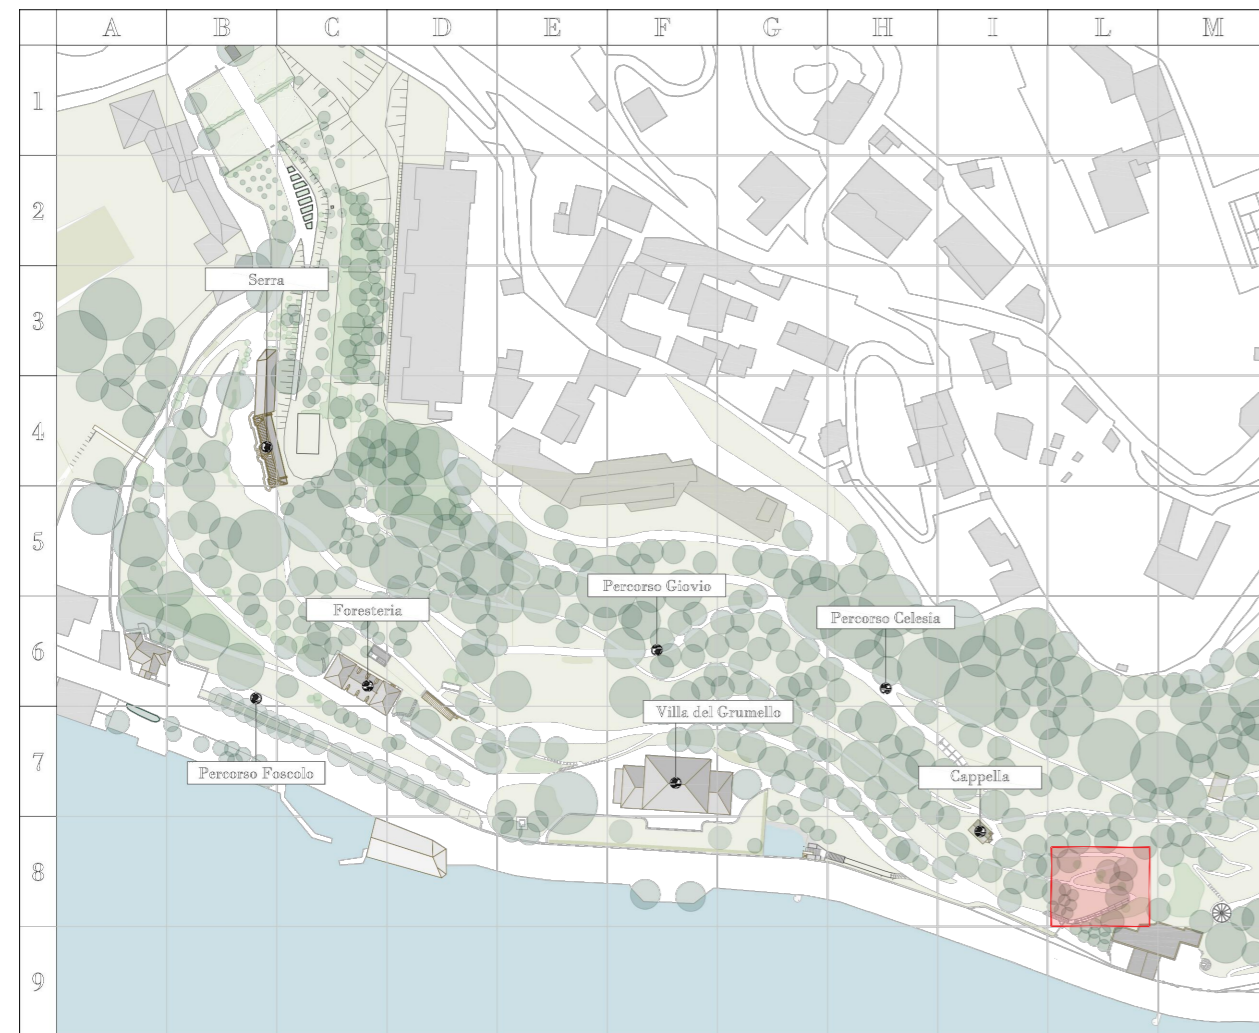 A B C D E F G H I L M
1
2
Serra
3
4
5
Percorso Giovio
Foresteria
Percorso Celesia
6
Villa del Grumello
7
Percorso Foscolo
Cappella
8
9